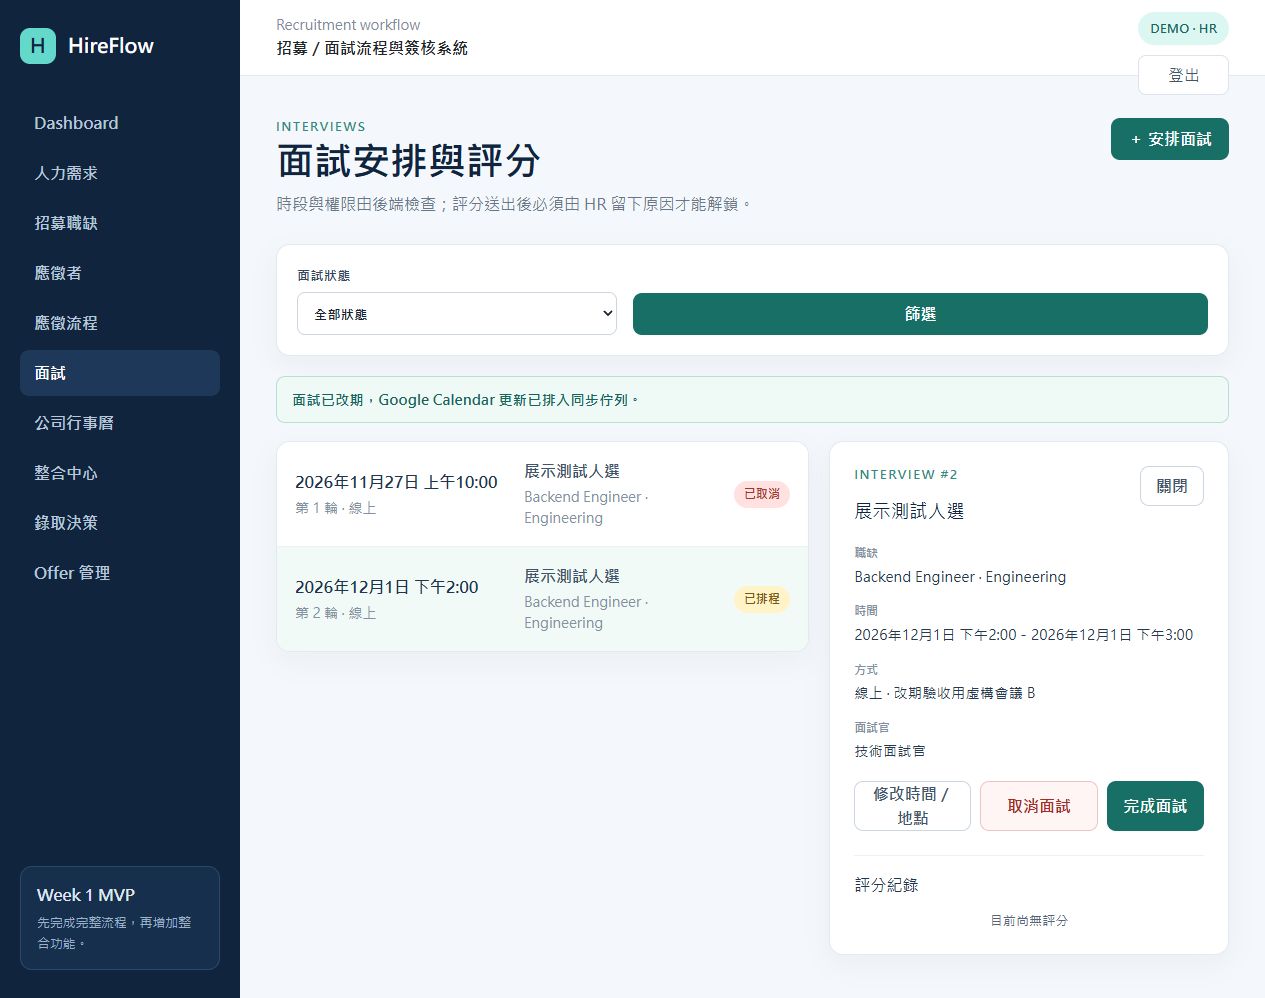 H HireFlow
Dashboard
人力需求
招募職缺
應徵者
應徵流程
面試
公司行事曆
整合中心
錄取決策
Offer 管理
Week 1 MVP
先完成完整流程，再增加整
合功能。
Recruitment workflow
招募 / 面試流程與簽核系統
DEMO · HR
登出
INTERVIEWS
面試安排與評分
時段與權限由後端檢查；評分送出後必須由 HR 留下原因才能解鎖。
+ 安排面試
面試狀態
全部狀態
篩選
面試已改期，Google Calendar 更新已排入同步佇列。
2026年11月27日 上午10:00
第 1 輪 · 線上
展示測試人選
Backend Engineer ·
Engineering
已取消
2026年12月1日 下午2:00
第 2 輪 · 線上
展示測試人選
Backend Engineer ·
Engineering
已排程
INTERVIEW #2
展示測試人選
關閉
職缺
Backend Engineer · Engineering
時間
2026年12月1日 下午2:00 - 2026年12月1日 下午3:00
方式
線上 · 改期驗收用虛構會議 B
面試官
技術面試官
修改時間 /
地點
取消面試
完成面試
評分紀錄
目前尚無評分